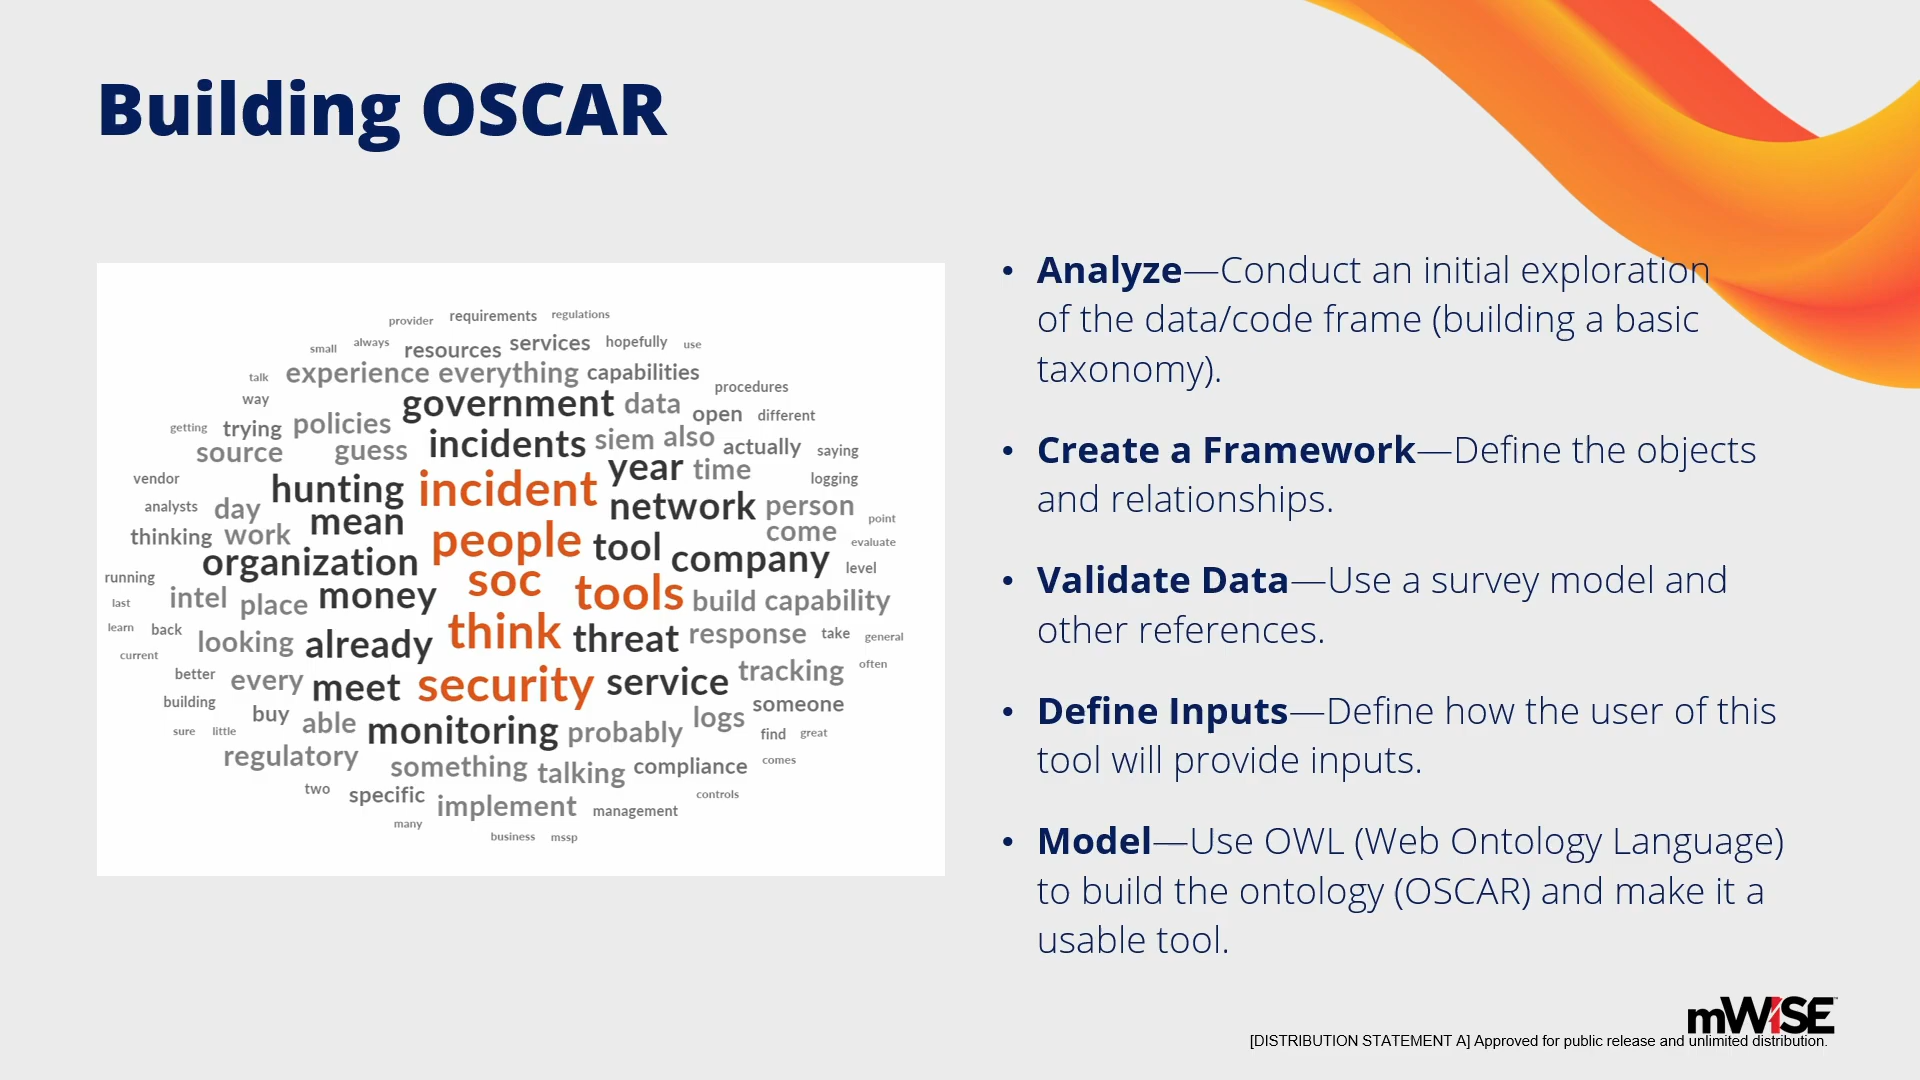 Building OSCAR
provider requirements regulations
small always resources services hopefully use
talk experience everything capabilities
way government data open different procedures
getting trying policies incidents siem also actually saying
source guess year time logging
vendor hunting incident network person point
analysts day mean come evaluate
thinking work people tool company level
organization soc
running intel place money tools build capability
last
learn back looking already think threat response take general
current
better every meet security service tracking often
building buy able monitoring probably logs someone
sure little find great
regulatory something talking compliance comes
two specific implement management controls
many business mssp
• Analyze—Conduct an initial exploration
of the data/code frame (building a basic
taxonomy).
• Create a Framework—Define the objects
and relationships.
• Validate Data—Use a survey model and
other references.
• Define Inputs—Define how the user of this
tool will provide inputs.
• Model—Use OWL (Web Ontology Language)
to build the ontology (OSCAR) and make it a
usable tool.
mWISE
[DISTRIBUTION STATEMENT A] Approved for public release and unlimited distribution.